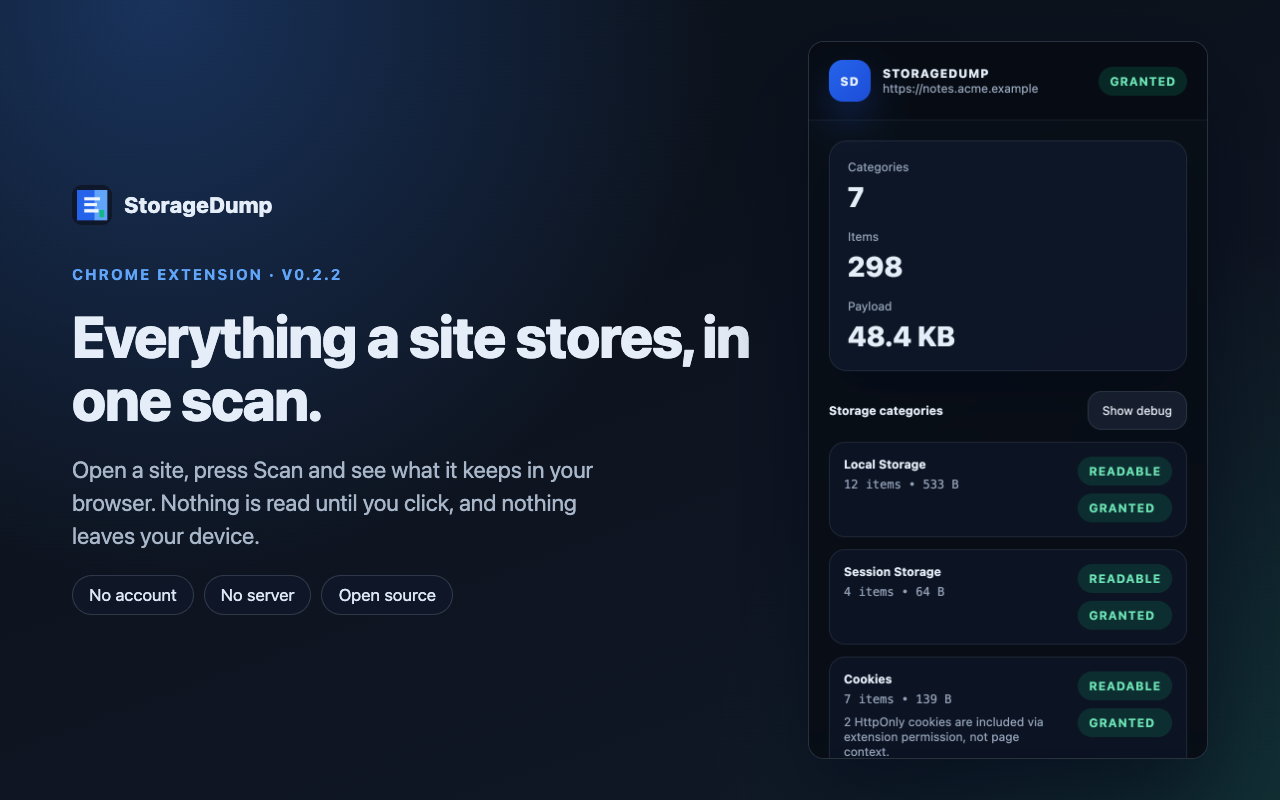 StorageDump
CHROME EXTENSION · V0.2.2
Everything a site stores, in
one scan.
Open a site, press Scan and see what it keeps in your
browser. Nothing is read until you click, and nothing
leaves your device.
No account
No server
Open source
SD
STORAGEDUMP
https://notes.acme.example
GRANTED
Categories
7
Items
298
Payload
48.4 KB
Storage categories
Show debug
Local Storage
12 items • 533 B
READABLE
GRANTED
Session Storage
4 items • 64 B
READABLE
GRANTED
Cookies
7 items • 139 B
2 HttpOnly cookies are included via
extension permission, not page
context.
READABLE
GRANTED